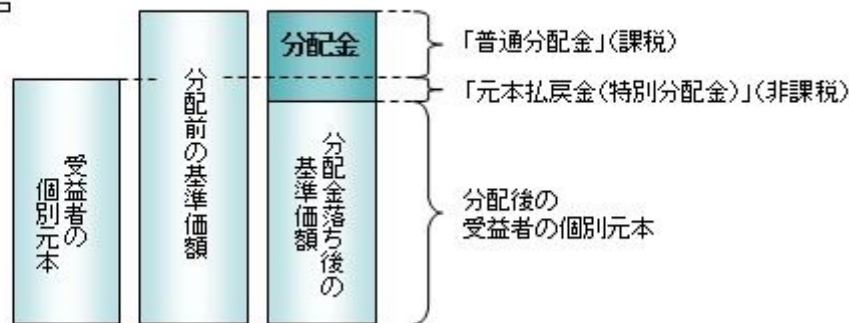 分配金
「普通分配金」(課税)
「元本払戻金(特別分配金)」(非課税)
受益者の
個別元本
分配前の基準価額
分配金落ち後の
基準価額
分配後の
受益者の個別元本